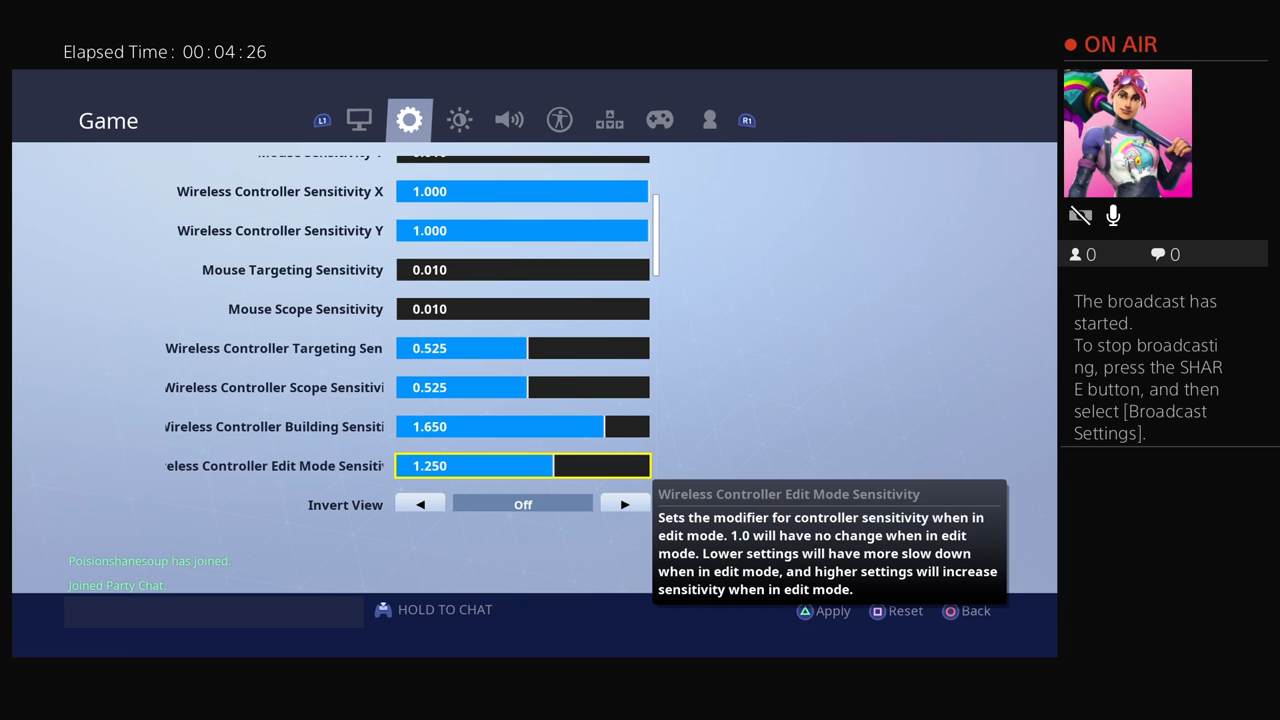 Elapsed Time: 00:04:26
ON AIR
Game
L1
R1
Wireless Controller Sensitivity X
1.000
Wireless Controller Sensitivity Y
1.000
Mouse Targeting Sensitivity
0.010
Mouse Scope Sensitivity
0.010
Wireless Controller Targeting Sen
0.525
Wireless Controller Scope Sensitivi
0.525
Wireless Controller Building Sensiti
1.650
eless Controller Edit Mode Sensiti
1.250
Invert View
Off
Wireless Controller Edit Mode Sensitivity
Sets the modifier for controller sensitivity when in
edit mode. 1.0 will have no change when in edit
mode. Lower settings will have more slow down
when in edit mode, and higher settings will increase
sensitivity when in edit mode.
Poisionshanesoup has joined.
Joined Party Chat.
HOLD TO CHAT
Apply
Reset
Back
0
0
The broadcast has
started.
To stop broadcasti
ng, press the SHAR
E button, and then
select [Broadcast
Settings].